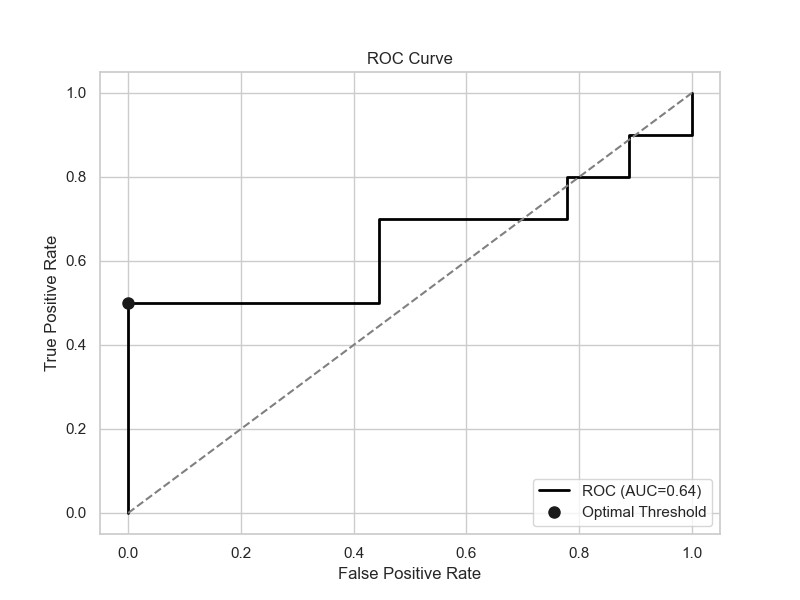 ROC Curve
1.0
0.8
0.6
0.4
0.2
0.0
True Positive Rate
0.0 0.2 0.4 0.6 0.8 1.0
False Positive Rate
ROC (AUC=0.64)
Optimal Threshold